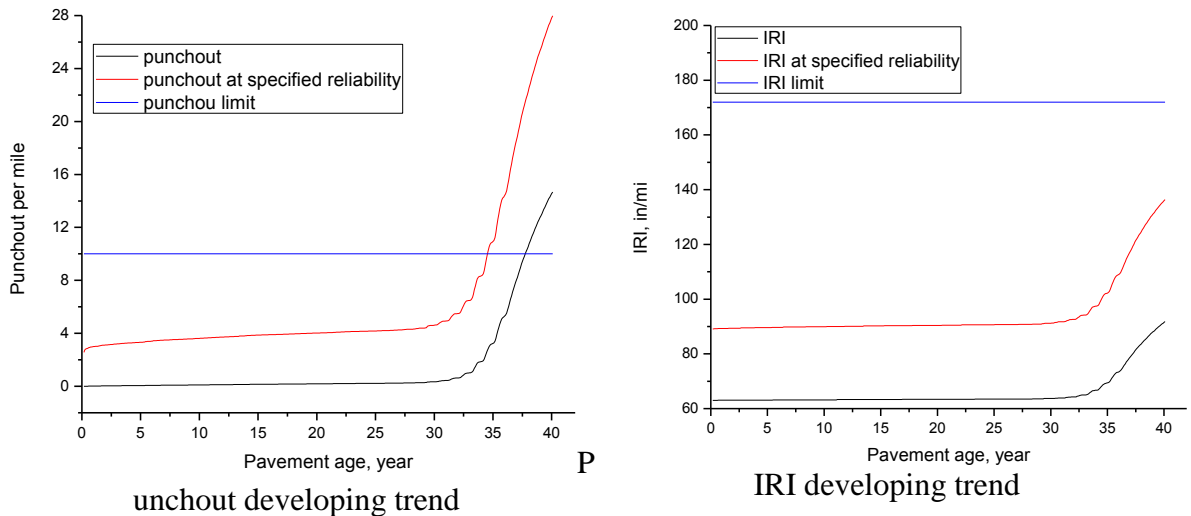 28
24
20
16
12
8
4
0
-2
punchout
punchout at specified reliability
punchou limit
Punchout per mile
0 5 10 15 20 25 30 35 40
Pavement age, year
P
unchout developing trend
200
180
160
140
120
100
80
60
IRI
IRI at specified reliability
IRI limit
IRI, in/mi
0 5 10 15 20 25 30 35 40
Pavement age, year
IRI developing trend